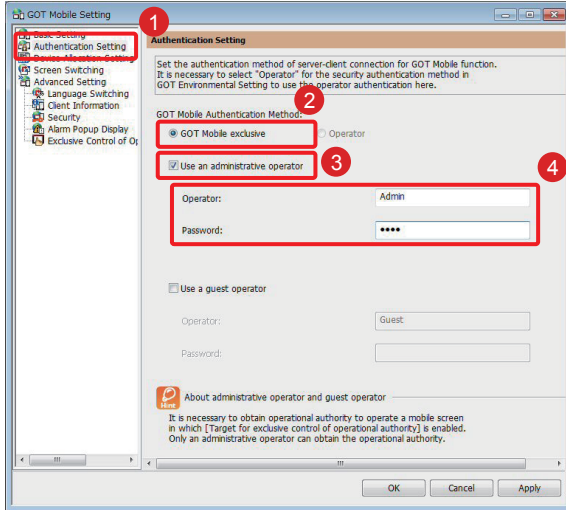 GOT Mobile Setting
1
Basic Setting
Authentication Setting
Device Allocation Setting
Screen Switching
Advanced Setting
Language Switching
Client Information
Security
Alarm Popup Display
Exclusive Control of Op
Authentication Setting
Set the authentication method of server-client connection for GOT Mobile function.
It is necessary to select "Operator" for the security authentication method in
GOT Environmental Setting to use the operator authentication here.
2
GOT Mobile Authentication Method:
GOT Mobile exclusive
Operator
Use an administrative operator
3
4
Operator:
Admin
Password:
••••
Use a guest operator
Operator:
Guest
Password:
Hint
About administrative operator and guest operator
It is necessary to obtain operational authority to operate a mobile screen
in which [Target for exclusive control of operational authority] is enabled.
Only an administrative operator can obtain the operational authority.
OK
Cancel
Apply